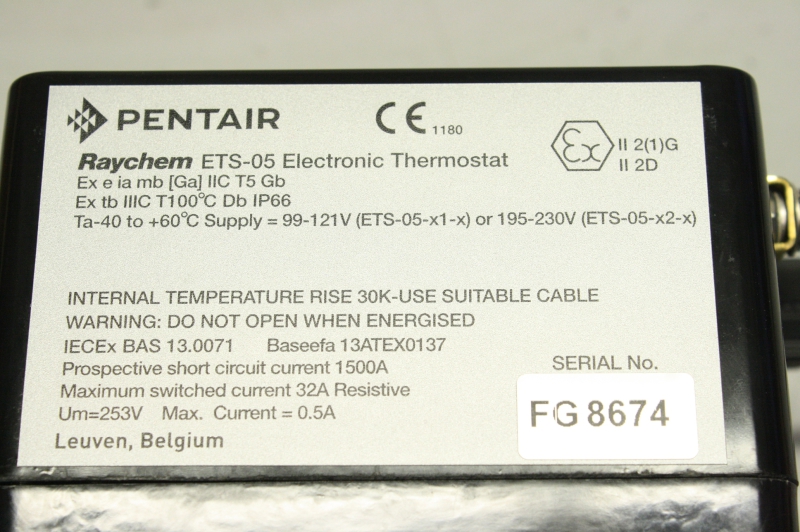 PENTAIR
CE 1180
Ex II 2(1)G
II 2D
Raychem ETS-05 Electronic Thermostat
Ex e ia mb [Ga] IIC T5 Gb
Ex tb IIIC T100°C Db IP66
Ta-40 to +60°C Supply = 99-121V (ETS-05-x1-x) or 195-230V (ETS-05-x2-x)
INTERNAL TEMPERATURE RISE 30K-USE SUITABLE CABLE
WARNING: DO NOT OPEN WHEN ENERGISED
IECEx BAS 13.0071 Baseefa 13ATEX0137
Prospective short circuit current 1500A
SERIAL No.
Maximum switched current 32A Resistive
Um=253V Max. Current = 0.5A
FG 8674
Leuven, Belgium